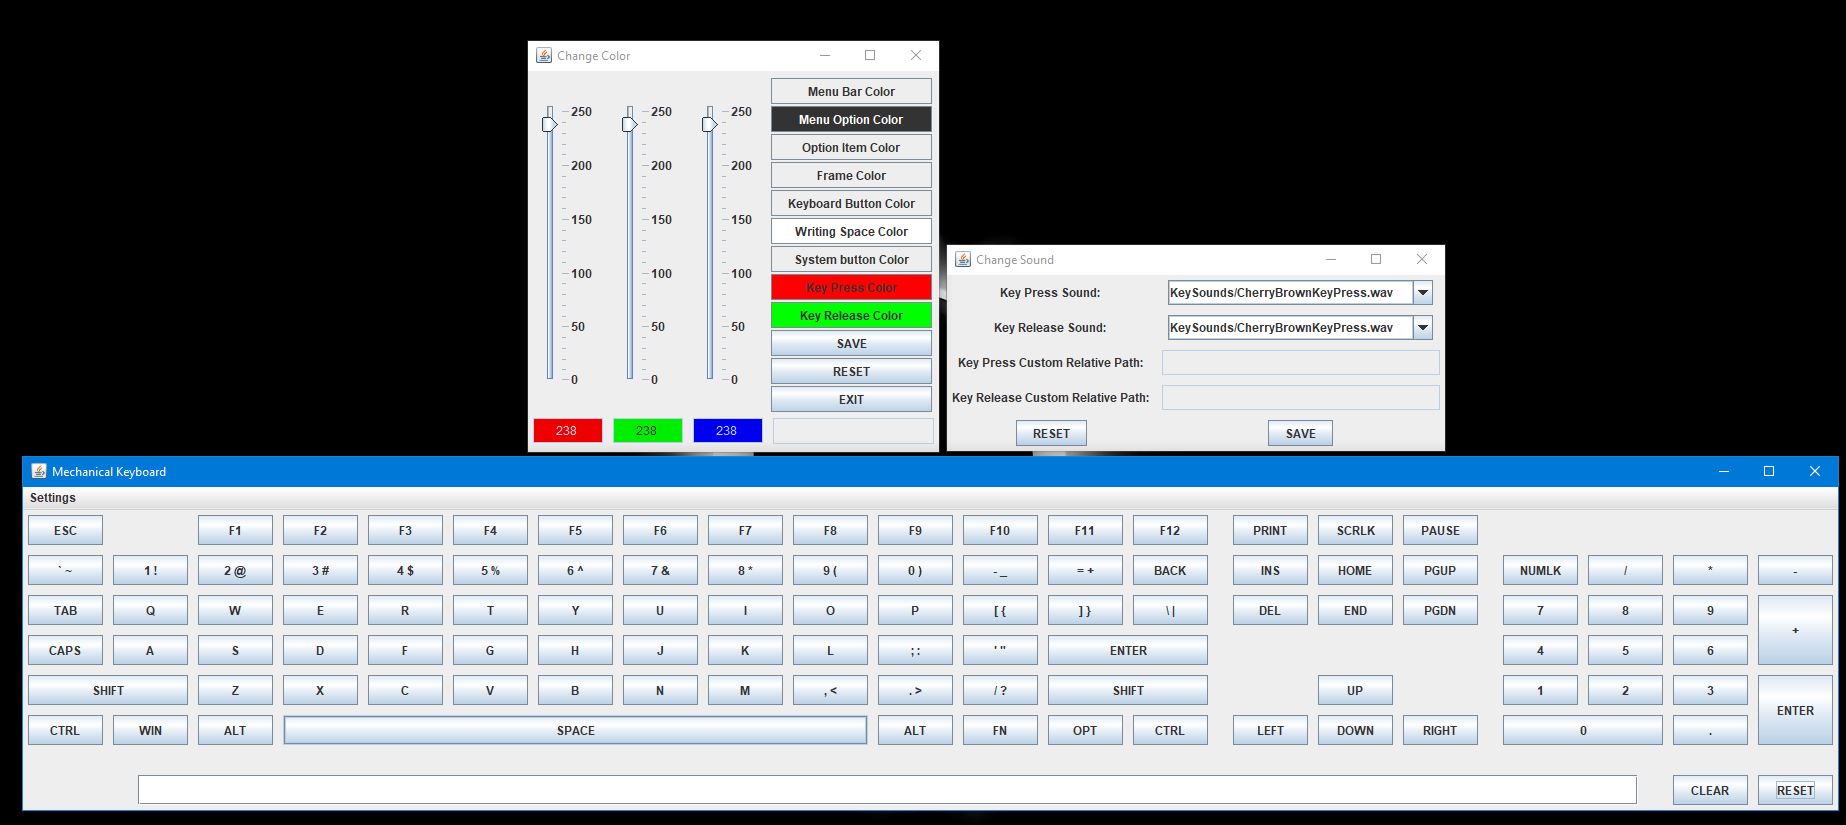 Change Color
250 250 250
200 200 200
150 150 150
100 100 100
50 50 50
0 0 0
238 238 238
Menu Bar Color
Menu Option Color
Option Item Color
Frame Color
Keyboard Button Color
Writing Space Color
System button Color
Key Press Color
Key Release Color
SAVE
RESET
EXIT
Change Sound
Key Press Sound: KeySounds/CherryBrownKeyPress.wav
Key Release Sound: KeySounds/CherryBrownKeyPress.wav
Key Press Custom Relative Path:
Key Release Custom Relative Path:
RESET SAVE
Mechanical Keyboard
Settings
ESC F1 F2 F3 F4 F5 F6 F7 F8 F9 F10 F11 F12 PRINT SCRLK PAUSE
` ~ 1 ! 2 @ 3 # 4 $ 5 % 6 ^ 7 & 8 * 9 ( 0 ) - _ = + BACK INS HOME PGUP NUMLK / * -
TAB Q W E R T Y U I O P [ { ] } \ | DEL END PGDN 7 8 9 +
CAPS A S D F G H J K L ; : ' " ENTER 4 5 6
SHIFT Z X C V B N M , < . > / ? SHIFT UP 1 2 3 ENTER
CTRL WIN ALT SPACE ALT FN OPT CTRL LEFT DOWN RIGHT 0 .
CLEAR RESET